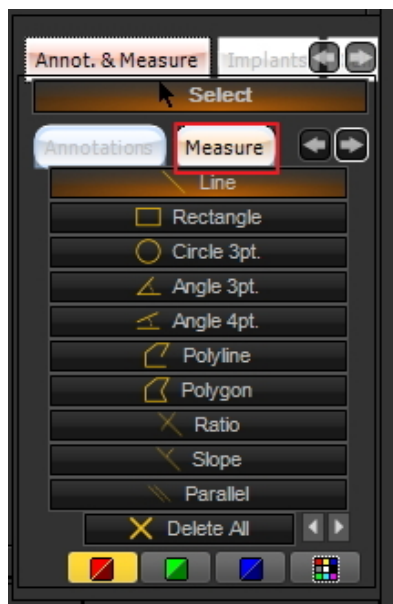 Annot. & Measure Implants
Select
Annotations Measure
Line
Rectangle
Circle 3pt.
Angle 3pt.
Angle 4pt.
Polyline
Polygon
Ratio
Slope
Parallel
Delete All